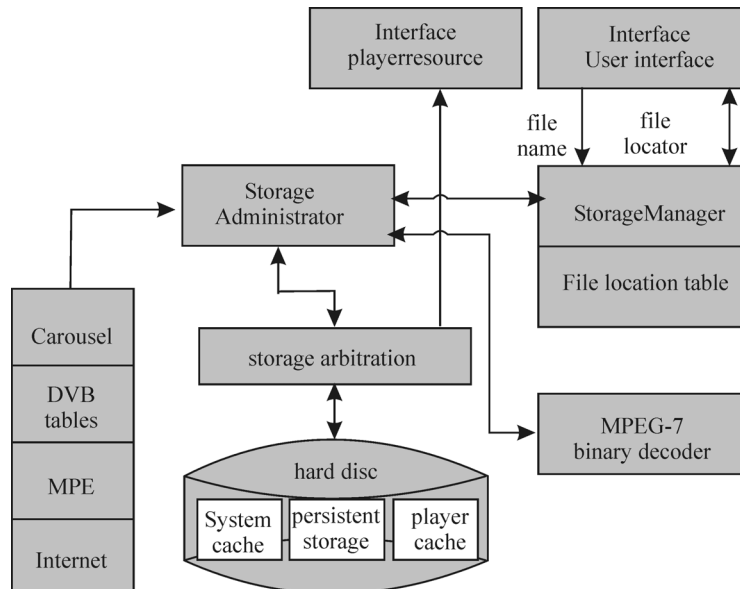 Interface
playerresource
Interface
User interface
file
name
file
locator
Storage
Administrator
StorageManager
File location table
Carousel
DVB
tables
MPE
Internet
storage arbitration
MPEG-7
binary decoder
hard disc
System
cache
persistent
storage
player
cache